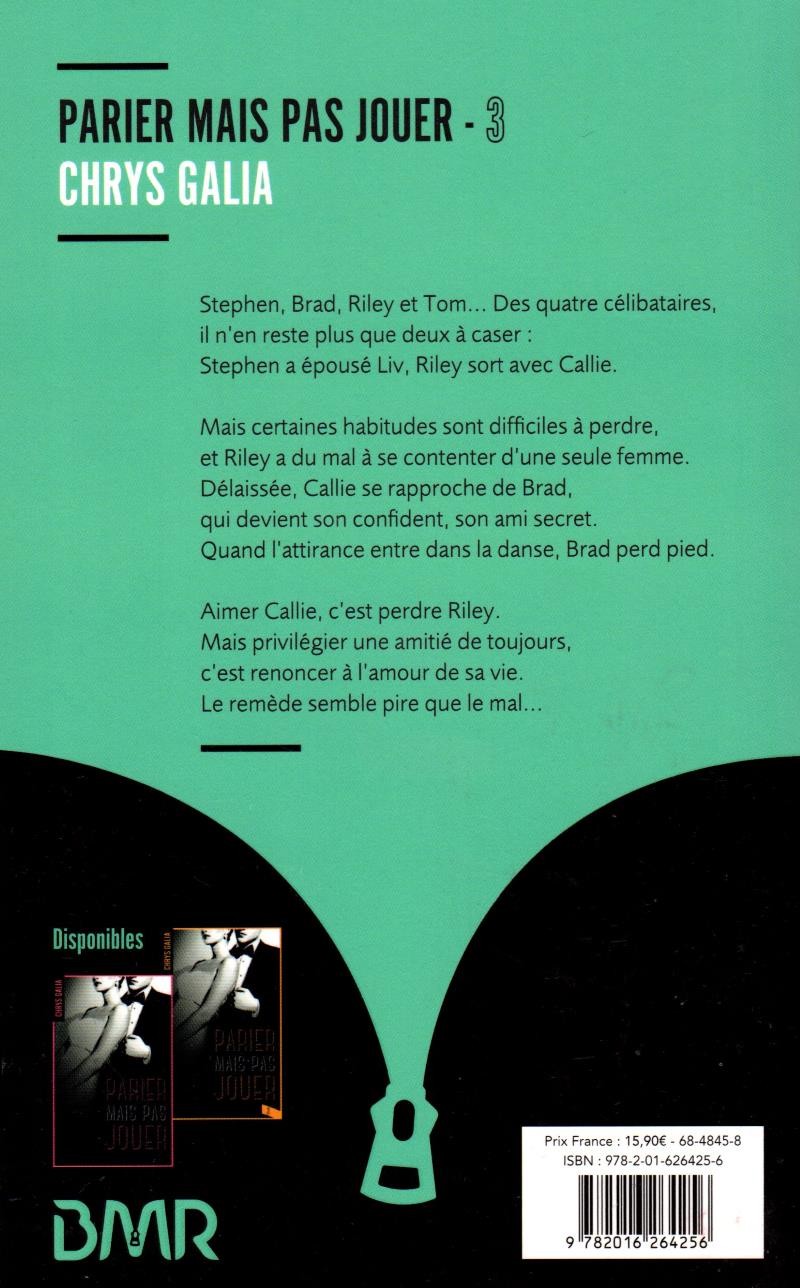 PARIER MAIS PAS JOUER - 3
CHRYS GALIA
Stephen, Brad, Riley et Tom... Des quatre célibataires,
il n'en reste plus que deux à caser :
Stephen a épousé Liv, Riley sort avec Callie.
Mais certaines habitudes sont difficiles à perdre,
et Riley a du mal à se contenter d'une seule femme.
Délaissée, Callie se rapproche de Brad,
qui devient son confident, son ami secret.
Quand l'attirance entre dans la danse, Brad perd pied.
Aimer Callie, c'est perdre Riley.
Mais privilégier une amitié de toujours,
c'est renoncer à l'amour de sa vie.
Le remède semble pire que le mal...
Disponibles
CHRYS GALIA
PARIER
MAIS PAS
JOUER
CHRYS GALIA
PARIER
MAIS PAS
JOUER
2
BMR
Prix France : 15,90€ - 68-4845-8
ISBN : 978-2-01-626425-6
9 782016 264256